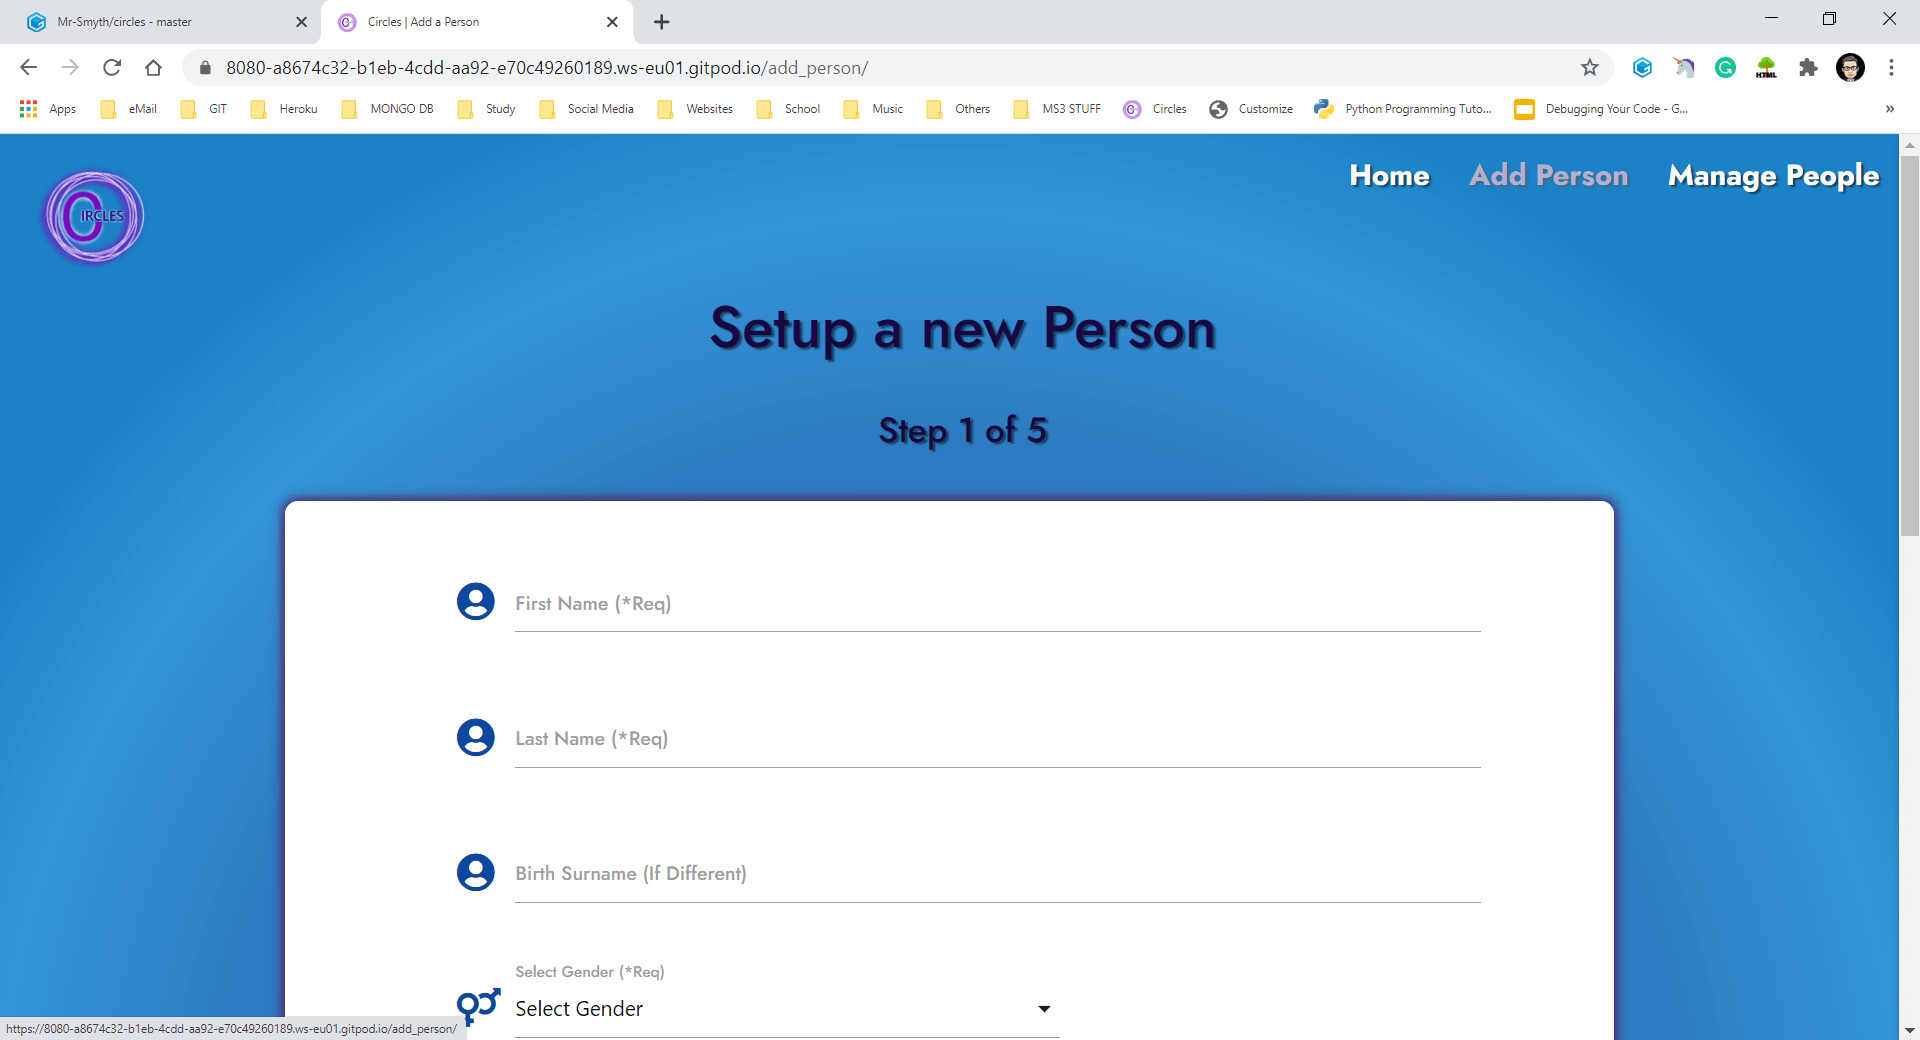 Mr-Smyth/circles - master
Circles | Add a Person
8080-a8674c32-b1eb-4cdd-aa92-e70c49260189.ws-eu01.gitpod.io/add_person/
Apps eMail GIT Heroku MONGO DB Study Social Media Websites School Music Others MS3 STUFF Circles Customize Python Programming Tuto... Debugging Your Code - G... »
CIRCLES
Home Add Person Manage People
Setup a new Person
Step 1 of 5
First Name (*Req)
Last Name (*Req)
Birth Surname (If Different)
Select Gender (*Req)
Select Gender
https://8080-a8674c32-b1eb-4cdd-aa92-e70c49260189.ws-eu01.gitpod.io/add_person/